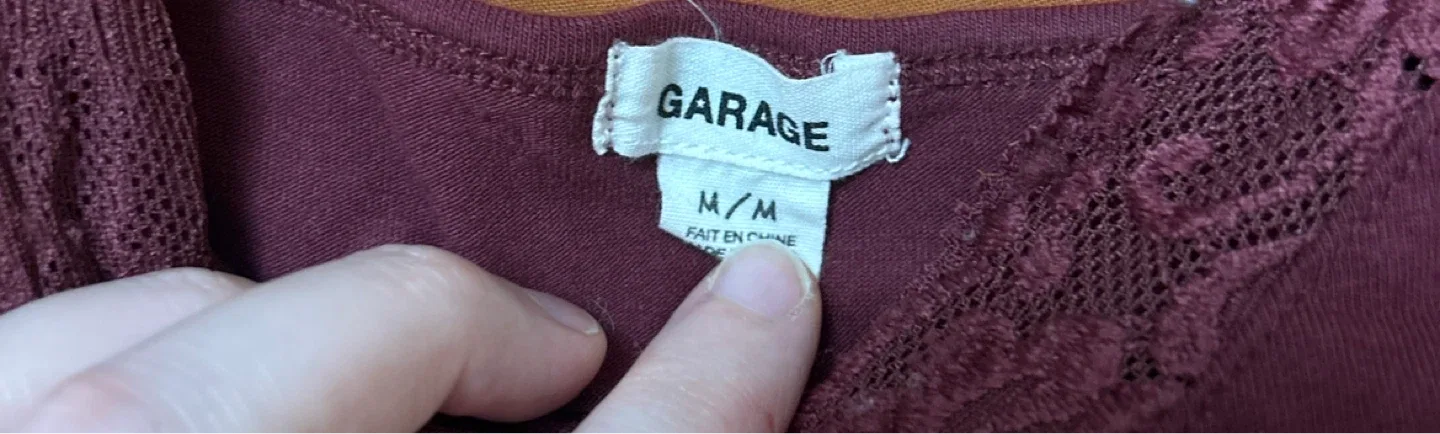 GARAGE
M/M
FAIT EN CHINE